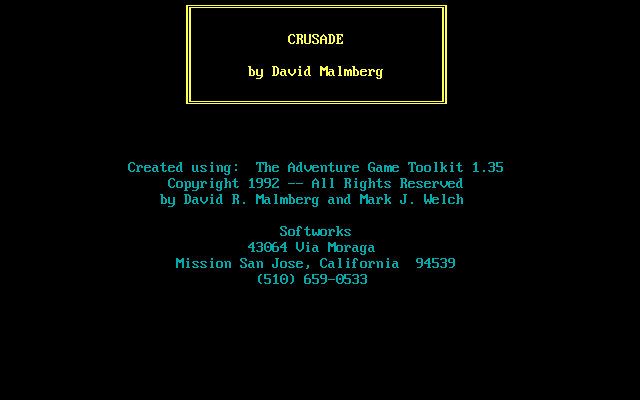 CRUSADE
by David Malmberg
Created using:  The Adventure Game Toolkit 1.35
Copyright 1992 -- All Rights Reserved
by David R. Malmberg and Mark J. Welch
Softworks
43064 Via Moraga
Mission San Jose, California  94539
(510) 659-0533